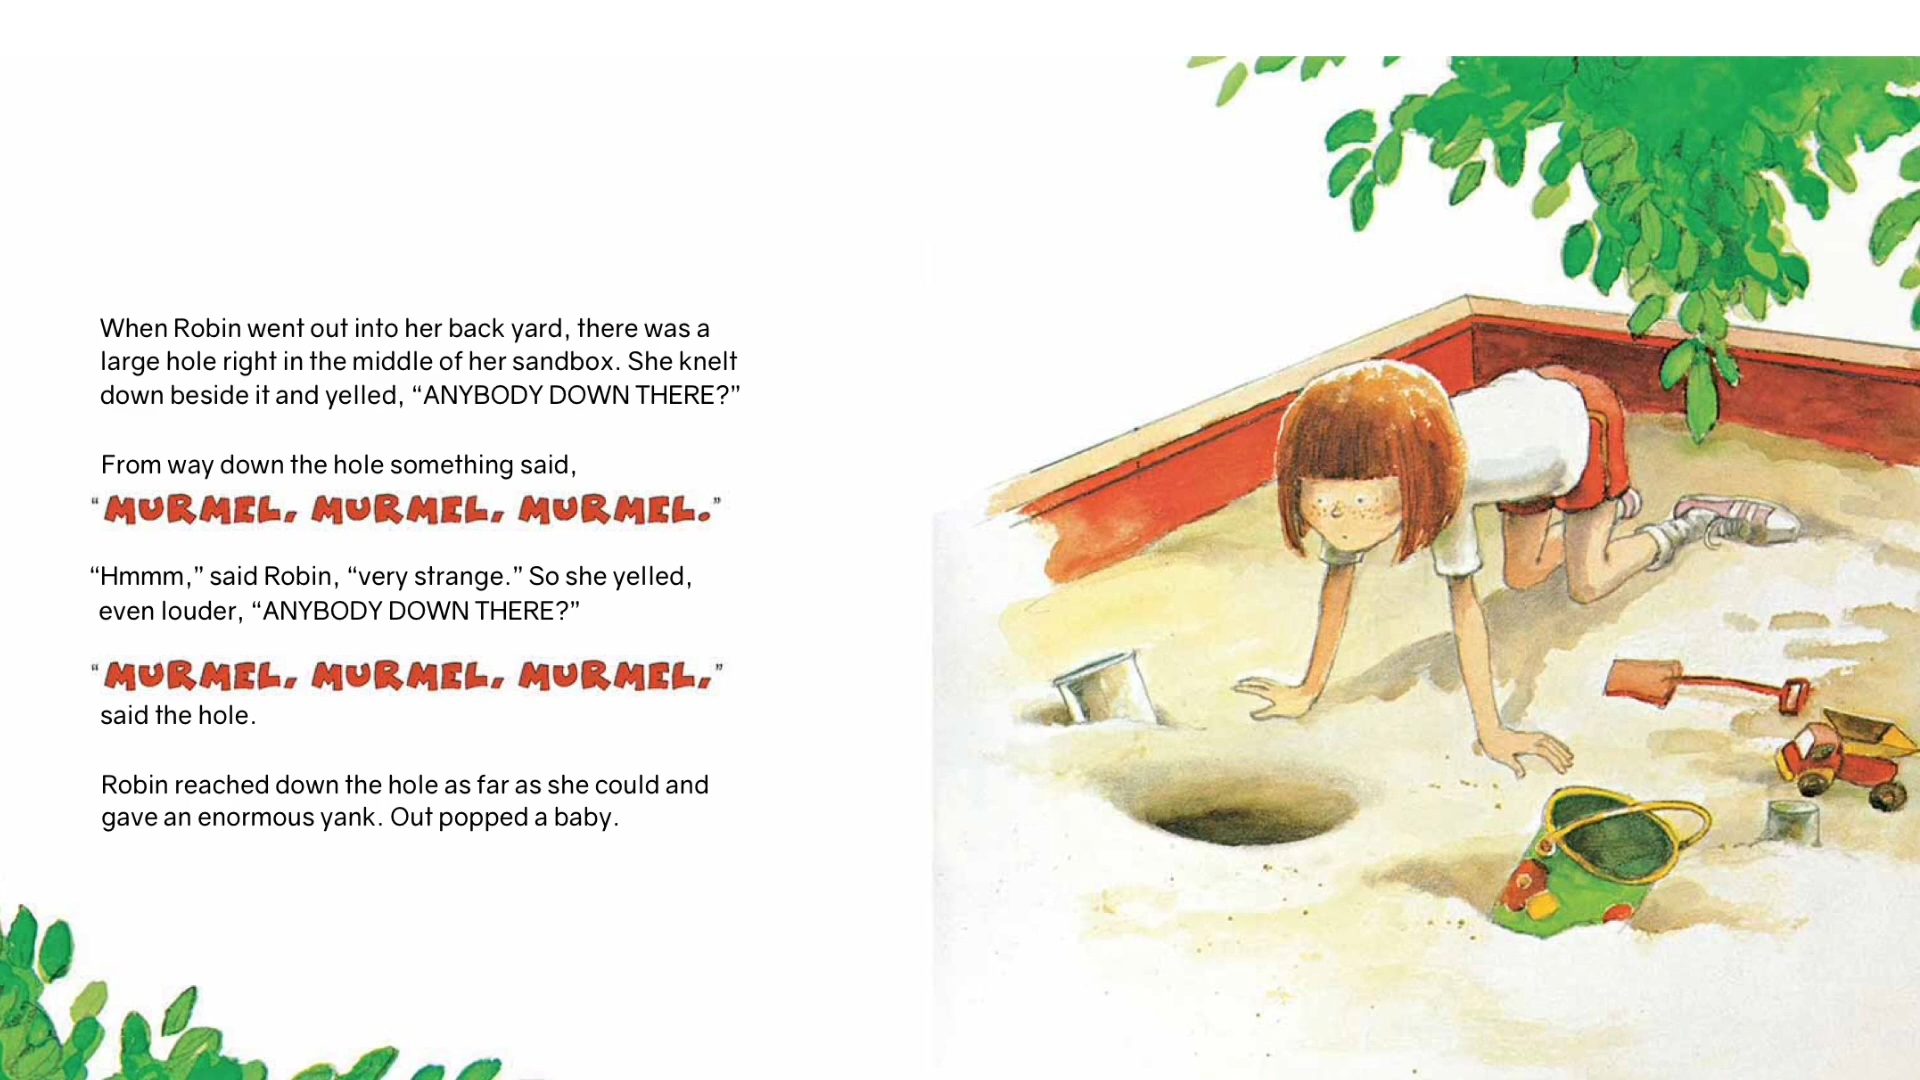 When Robin went out into her back yard, there was a
large hole right in the middle of her sandbox. She knelt
down beside it and yelled, “ANYBODY DOWN THERE?”
From way down the hole something said,
“MURMEL, MURMEL, MURMEL.”
“Hmmm,” said Robin, “very strange.” So she yelled,
even louder, “ANYBODY DOWN THERE?”
“MURMEL, MURMEL, MURMEL,”
said the hole.
Robin reached down the hole as far as she could and
gave an enormous yank. Out popped a baby.